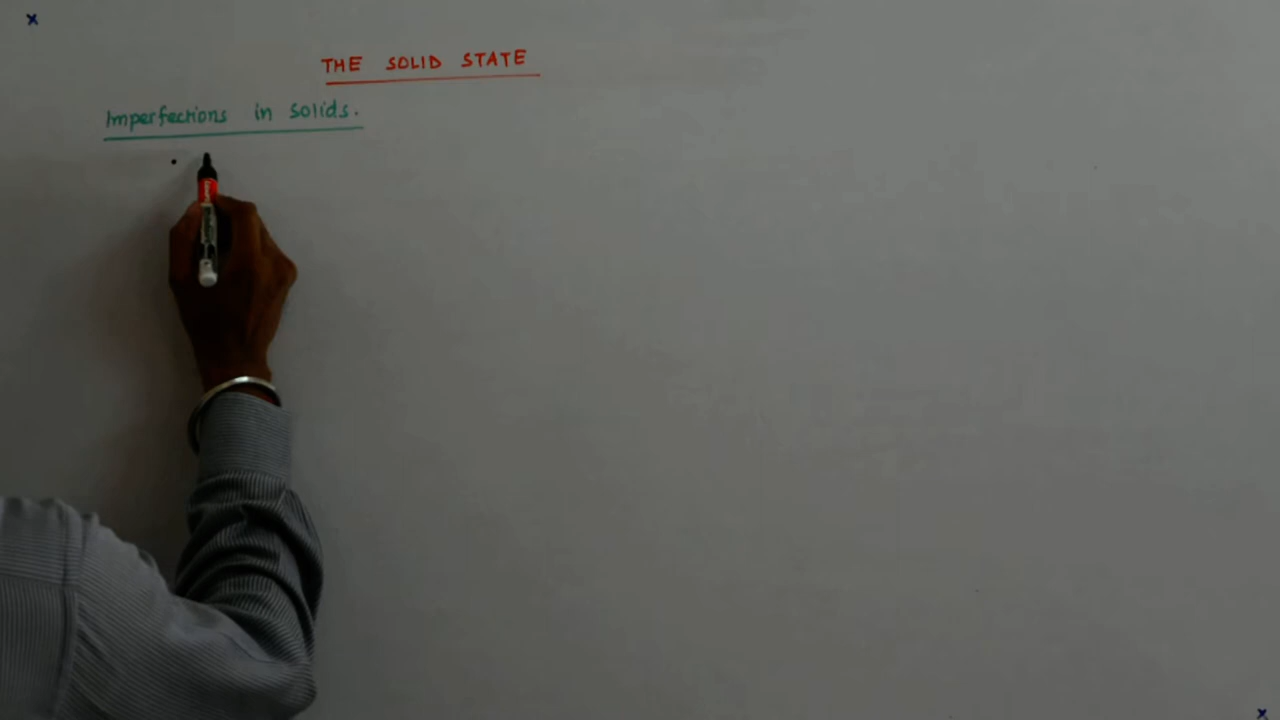 x
THE SOLID STATE
Imperfections in solids.
x